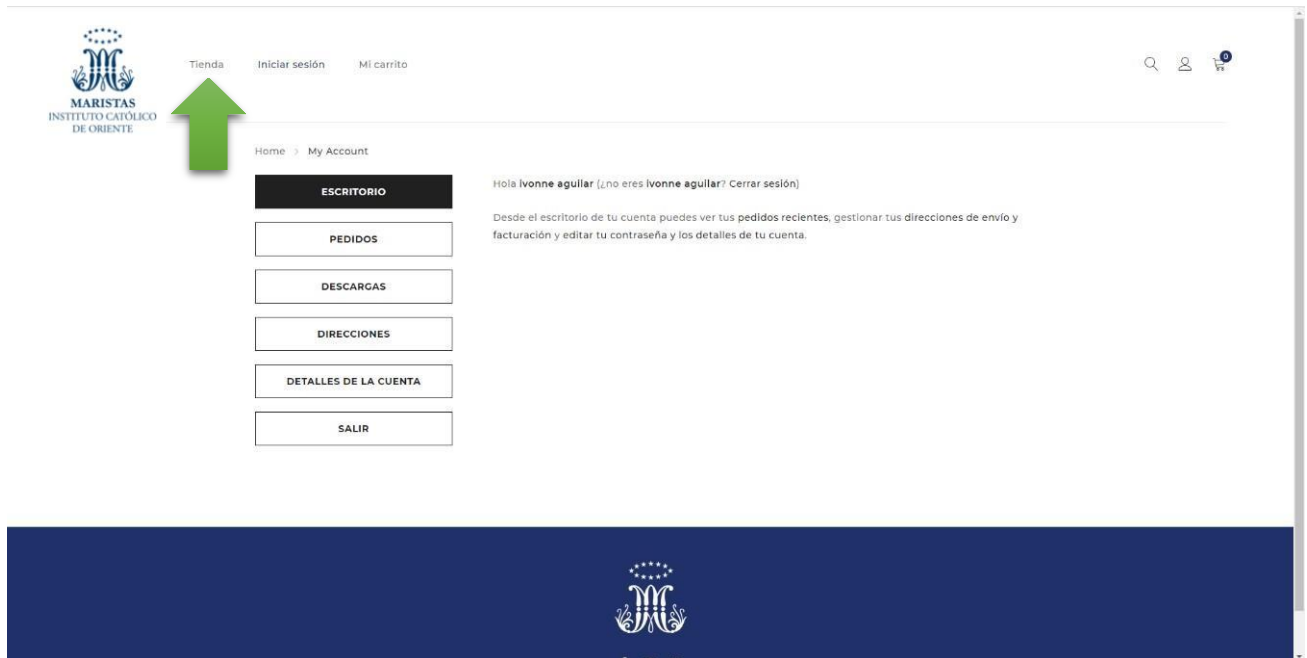 Tienda Iniciar sesión Mi carrito
0
MARISTAS
INSTITUTO CATÓLICO
DE ORIENTE
Home > My Account
ESCRITORIO
PEDIDOS
DESCARGAS
DIRECCIONES
DETALLES DE LA CUENTA
SALIR
Hola ivonne aguilar (¿no eres ivonne aguilar? Cerrar sesión)
Desde el escritorio de tu cuenta puedes ver tus pedidos recientes, gestionar tus direcciones de envío y
facturación y editar tu contraseña y los detalles de tu cuenta.